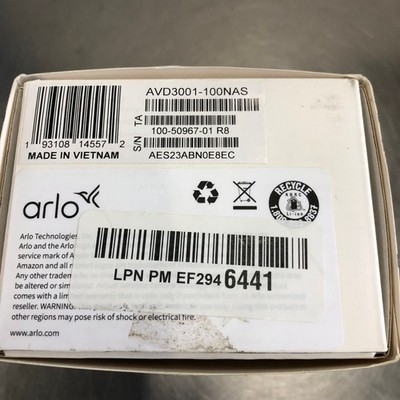 AVD3001-100NAS
TA
100-50967-01 R8
S/N
AES23ABN0E8EC
1 93108 14557 2
MADE IN VIETNAM
arlo
RECYCLE
Li-ion
Arlo Technologies
Arlo and the Arlo
service mark of A
Amazon and all
Any other tradem
be altered or simi
comes with a limi
reseller. WARNING
other regions may pose risk of shock or electrical fire.
www.arlo.com
LPN PM EF294 6441